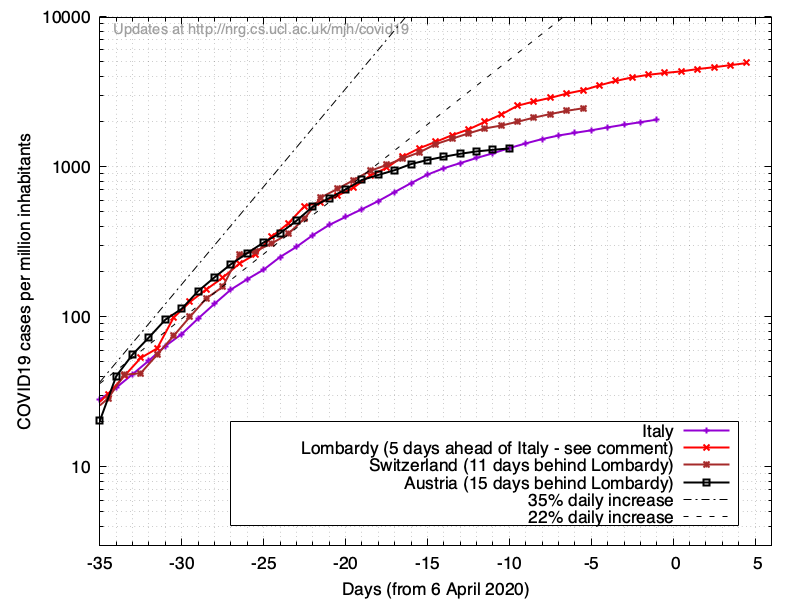 Updates at http://nrg.cs.ucl.ac.uk/mjh/covid19
10000
1000
100
10
COVID19 cases per million inhabitants
Italy
Lombardy (5 days ahead of Italy - see comment)
Switzerland (11 days behind Lombardy)
Austria (15 days behind Lombardy)
35% daily increase
22% daily increase
-35 -30 -25 -20 -15 -10 -5 0 5
Days (from 6 April 2020)